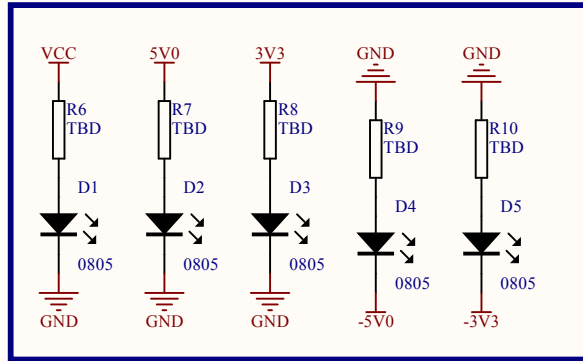 VCC
R6
TBD
D1
0805
GND
5V0
R7
TBD
D2
0805
GND
3V3
R8
TBD
D3
0805
GND
GND
R9
TBD
D4
0805
-5V0
GND
R10
TBD
D5
0805
-3V3